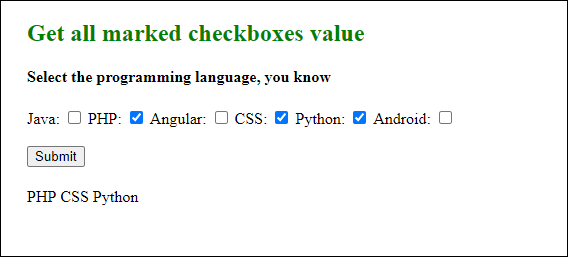 Get all marked checkboxes value
Select the programming language, you know
Java: PHP: Angular: CSS: Python: Android:
Submit
PHP CSS Python